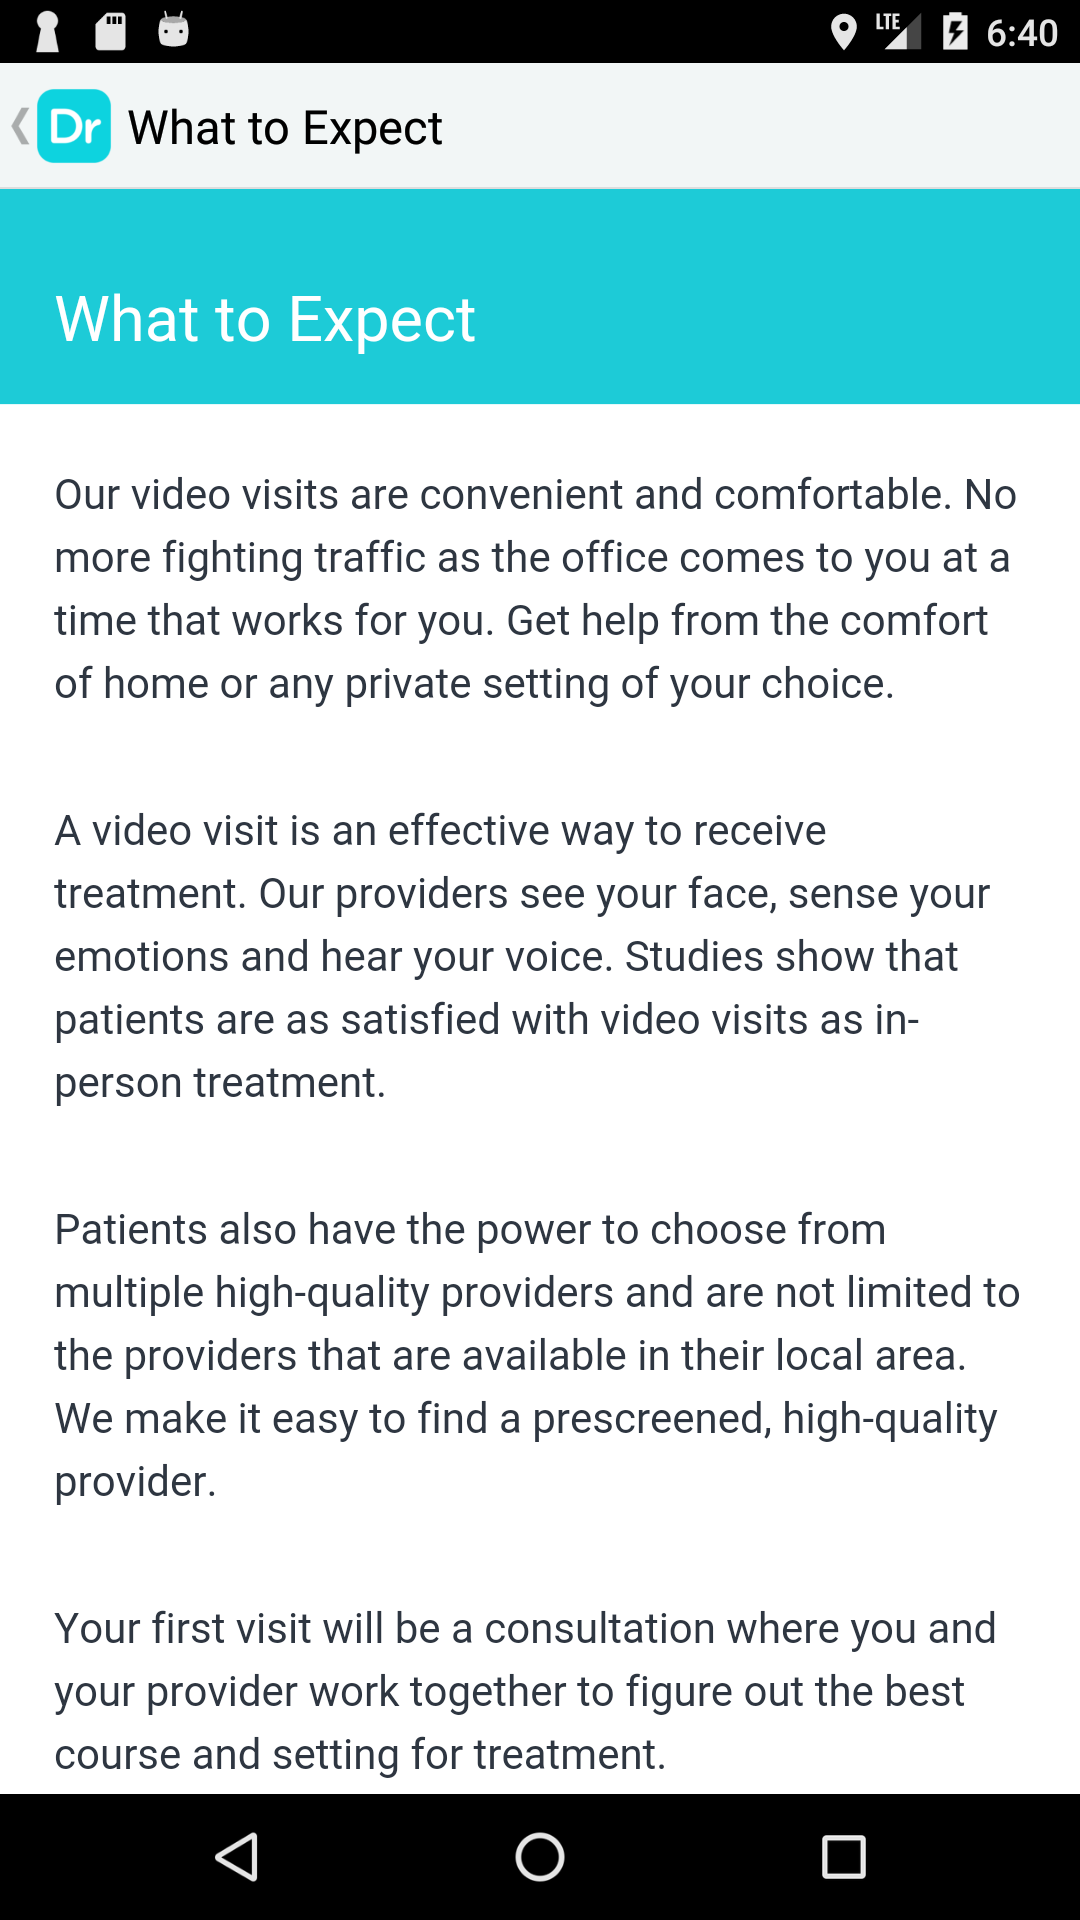 LTE 6:40
Dr What to Expect
What to Expect
Our video visits are convenient and comfortable. No
more fighting traffic as the office comes to you at a
time that works for you. Get help from the comfort
of home or any private setting of your choice.
A video visit is an effective way to receive
treatment. Our providers see your face, sense your
emotions and hear your voice. Studies show that
patients are as satisfied with video visits as in-
person treatment.
Patients also have the power to choose from
multiple high-quality providers and are not limited to
the providers that are available in their local area.
We make it easy to find a prescreened, high-quality
provider.
Your first visit will be a consultation where you and
your provider work together to figure out the best
course and setting for treatment.